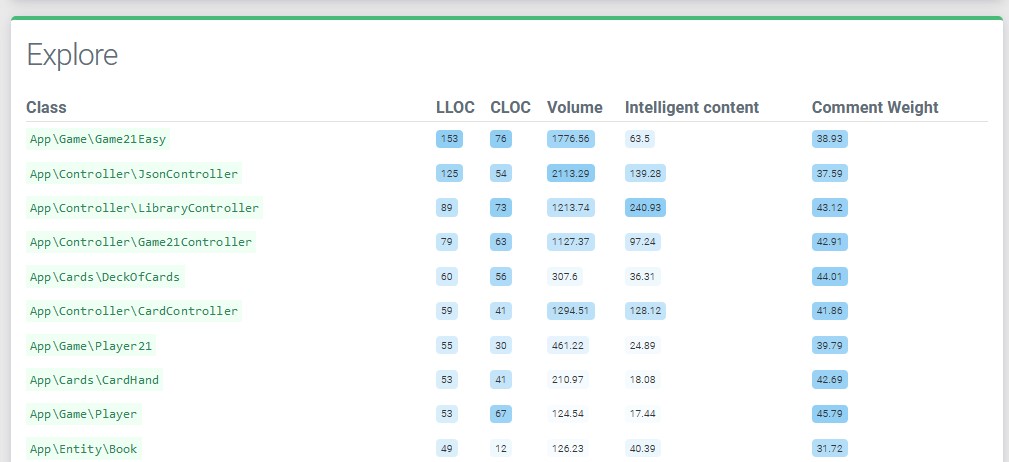 Explore
Class LLOC CLOC Volume Intelligent content Comment Weight
App\Game\Game21Easy 153 76 1776.56 63.5 38.93
App\Controller\JsonController 125 54 2113.29 139.28 37.59
App\Controller\LibraryController 89 73 1213.74 240.93 43.12
App\Controller\Game21Controller 79 63 1127.37 97.24 42.91
App\Cards\DeckOfCards 60 56 307.6 36.31 44.01
App\Controller\CardController 59 41 1294.51 128.12 41.86
App\Game\Player21 55 30 461.22 24.89 39.79
App\Cards\CardHand 53 41 210.97 18.08 42.69
App\Game\Player 53 67 124.54 17.44 45.79
App\Entity\Book 49 12 126.23 40.39 31.72